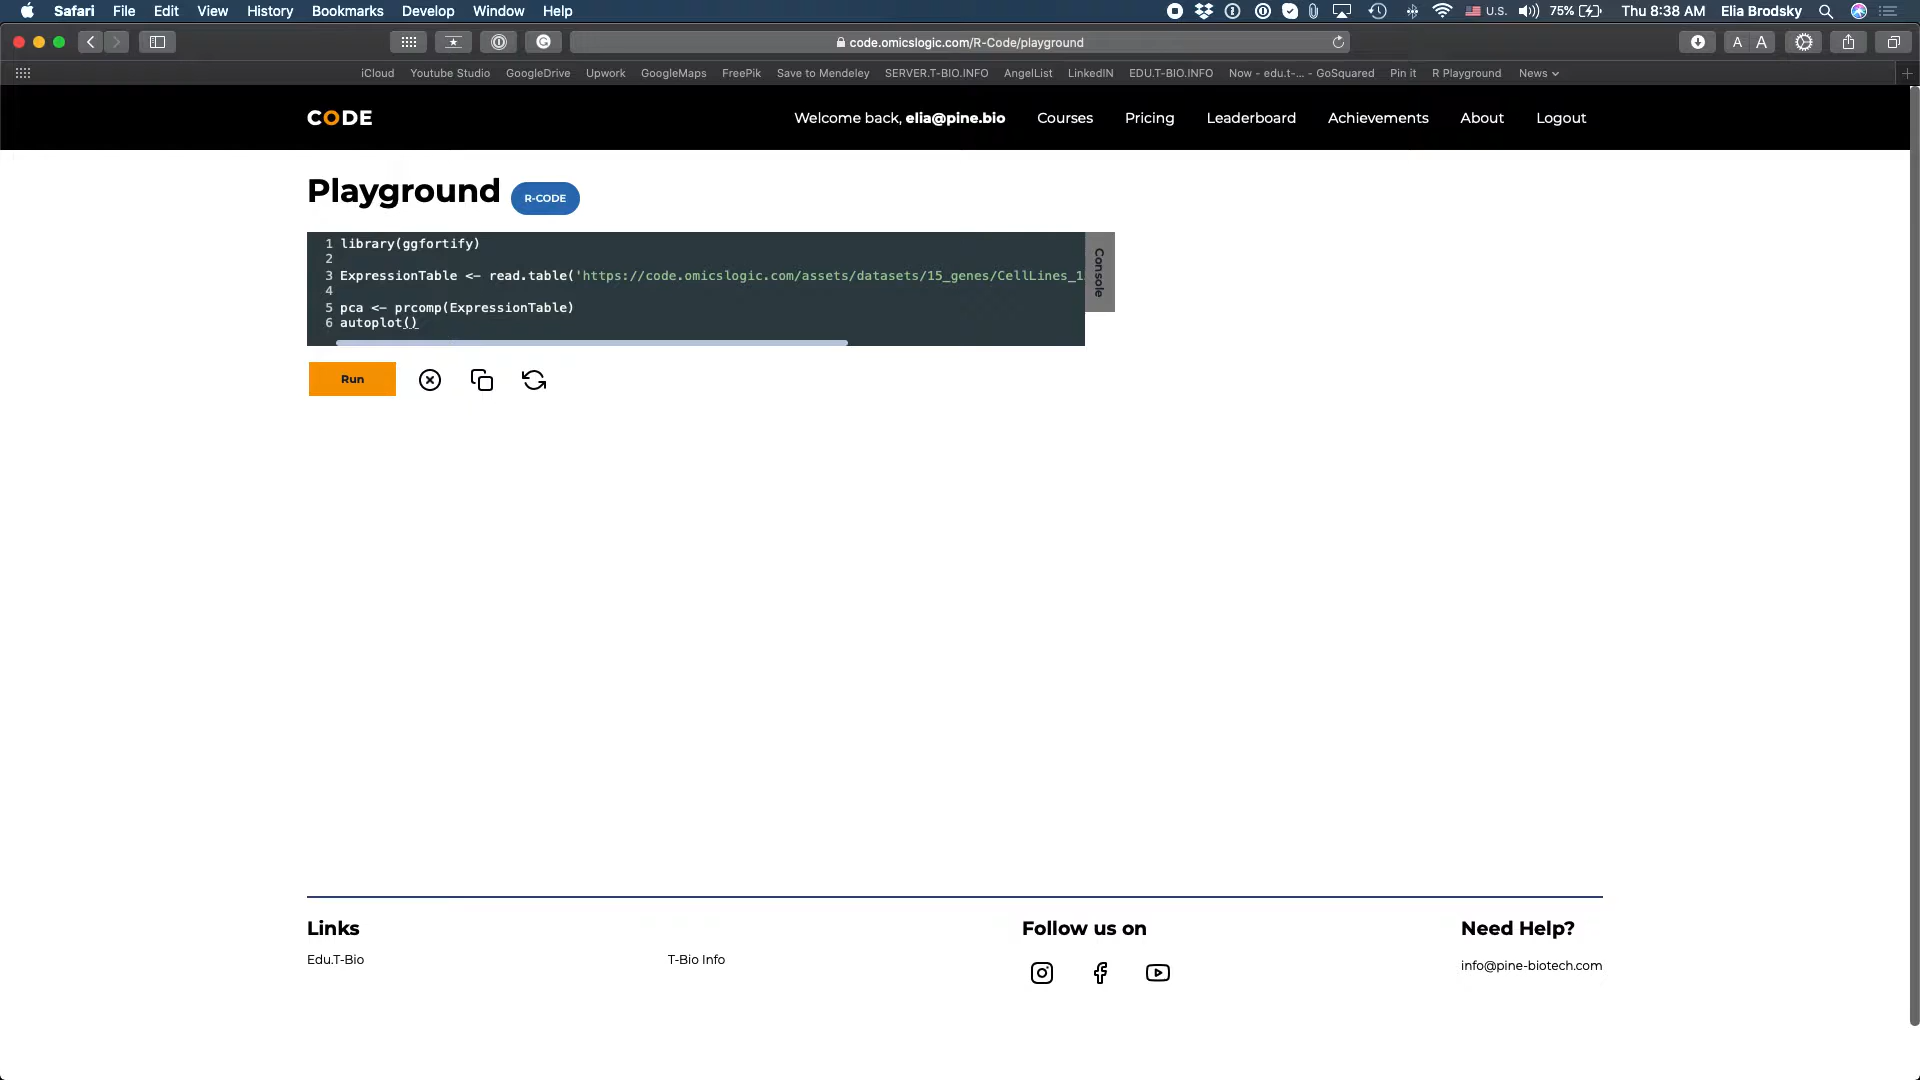 Safari File Edit View History Bookmarks Develop Window Help U.S. 75% Thu 8:38 AM Elia Brodsky
code.omicslogic.com/R-Code/playground A A
iCloud Youtube Studio GoogleDrive Upwork GoogleMaps FreePik Save to Mendeley SERVER.T-BIO.INFO AngelList LinkedIN EDU.T-BIO.INFO Now - edu.t-... - GoSquared Pin it R Playground News
CODE Welcome back, elia@pine.bio Courses Pricing Leaderboard Achievements About Logout
Playground R-CODE
1 library(ggfortify)
2
3 ExpressionTable <- read.table('https://code.omicslogic.com/assets/datasets/15_genes/CellLines_1
4
5 pca <- prcomp(ExpressionTable)
6 autoplot()
Console
Run
Links
Edu.T-Bio
T-Bio Info
Follow us on
Need Help?
info@pine-biotech.com